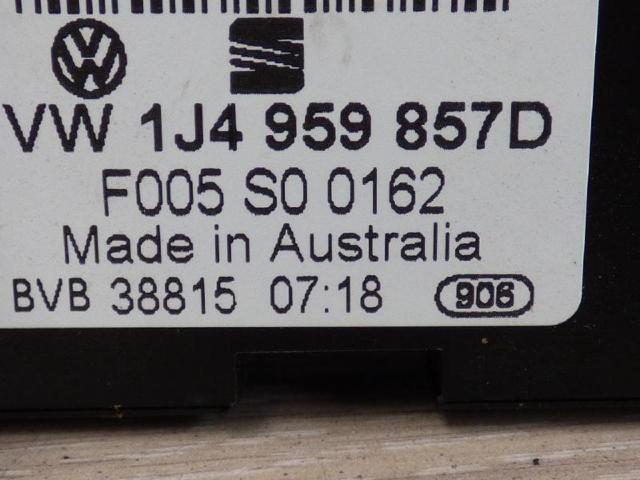 VW 1J4 959 857D
F005 S0 0162
Made in Australia
BVB 38815 07:18 906